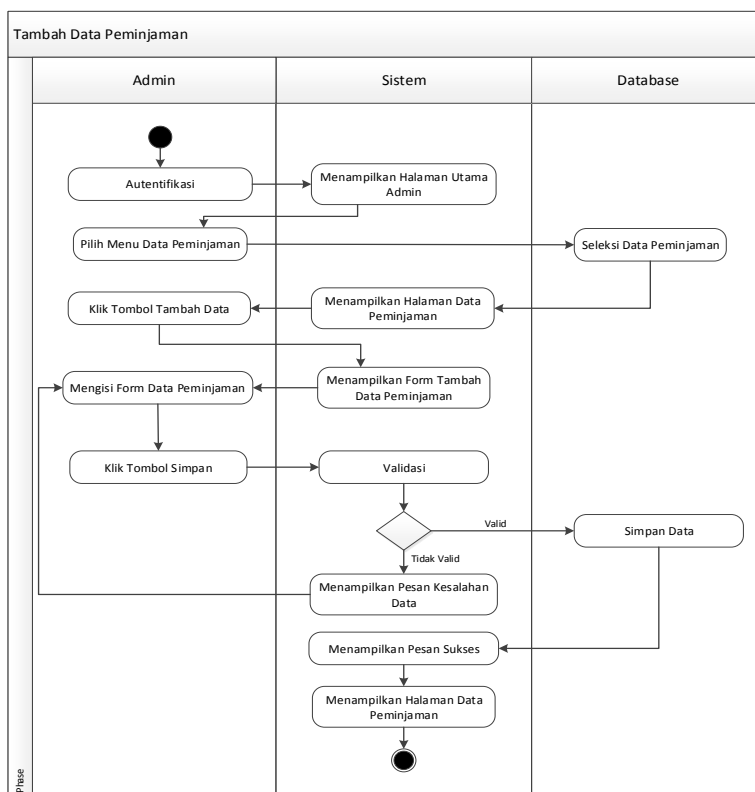 Tambah Data Peminjaman
Admin
Sistem
Database
Autentifikasi
Menampilkan Halaman Utama
Admin
Pilih Menu Data Peminjaman
Seleksi Data Peminjaman
Klik Tombol Tambah Data
Menampilkan Halaman Data
Peminjaman
Mengisi Form Data Peminjaman
Menampilkan Form Tambah
Data Peminjaman
Klik Tombol Simpan
Validasi
Valid
Simpan Data
Tidak Valid
Menampilkan Pesan Kesalahan
Data
Menampilkan Pesan Sukses
Menampilkan Halaman Data
Peminjaman
Phase